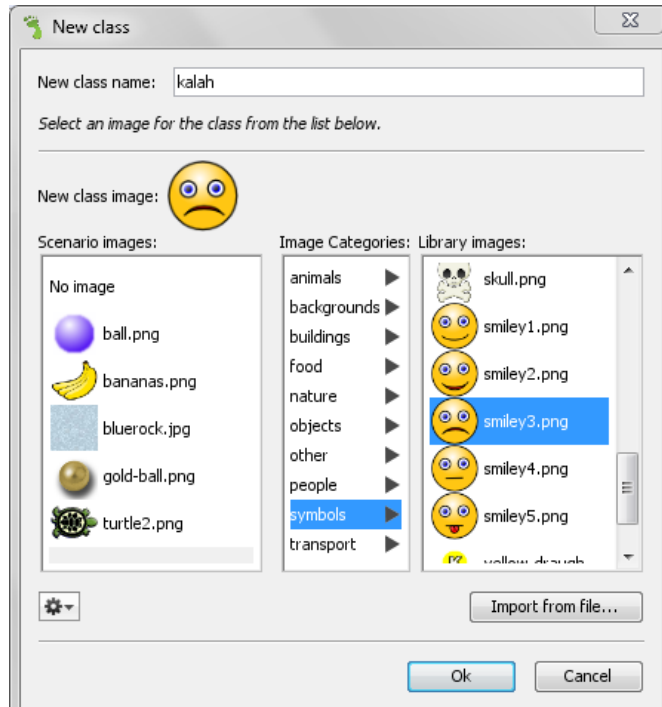 New class
New class name: kalah
Select an image for the class from the list below.
New class image:
Scenario images:
No image
ball.png
bananas.png
bluerock.jpg
gold-ball.png
turtle2.png
Image Categories:
animals
backgrounds
buildings
food
nature
objects
other
people
symbols
transport
Library images:
skull.png
smiley1.png
smiley2.png
smiley3.png
smiley4.png
smiley5.png
Import from file...
Ok
Cancel